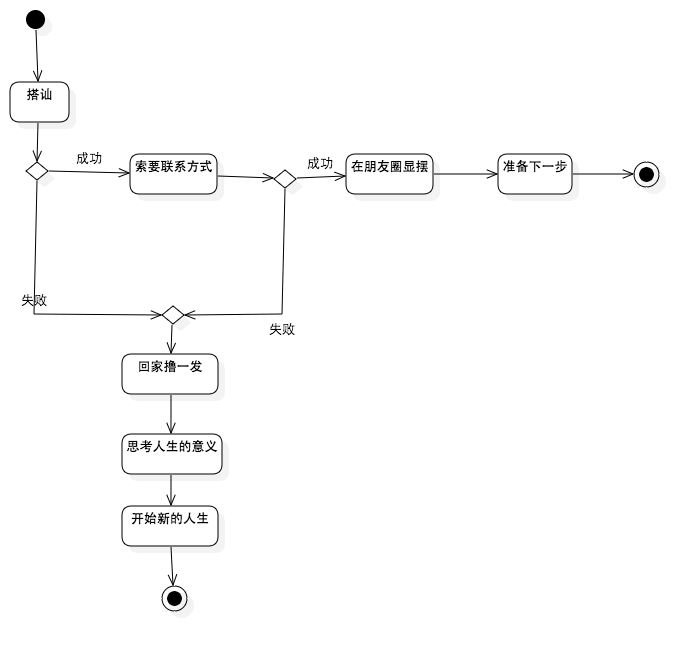 搭讪
成功
索要联系方式
成功
在朋友圈显摆
准备下一步
失败
失败
回家撸一发
思考人生的意义
开始新的人生